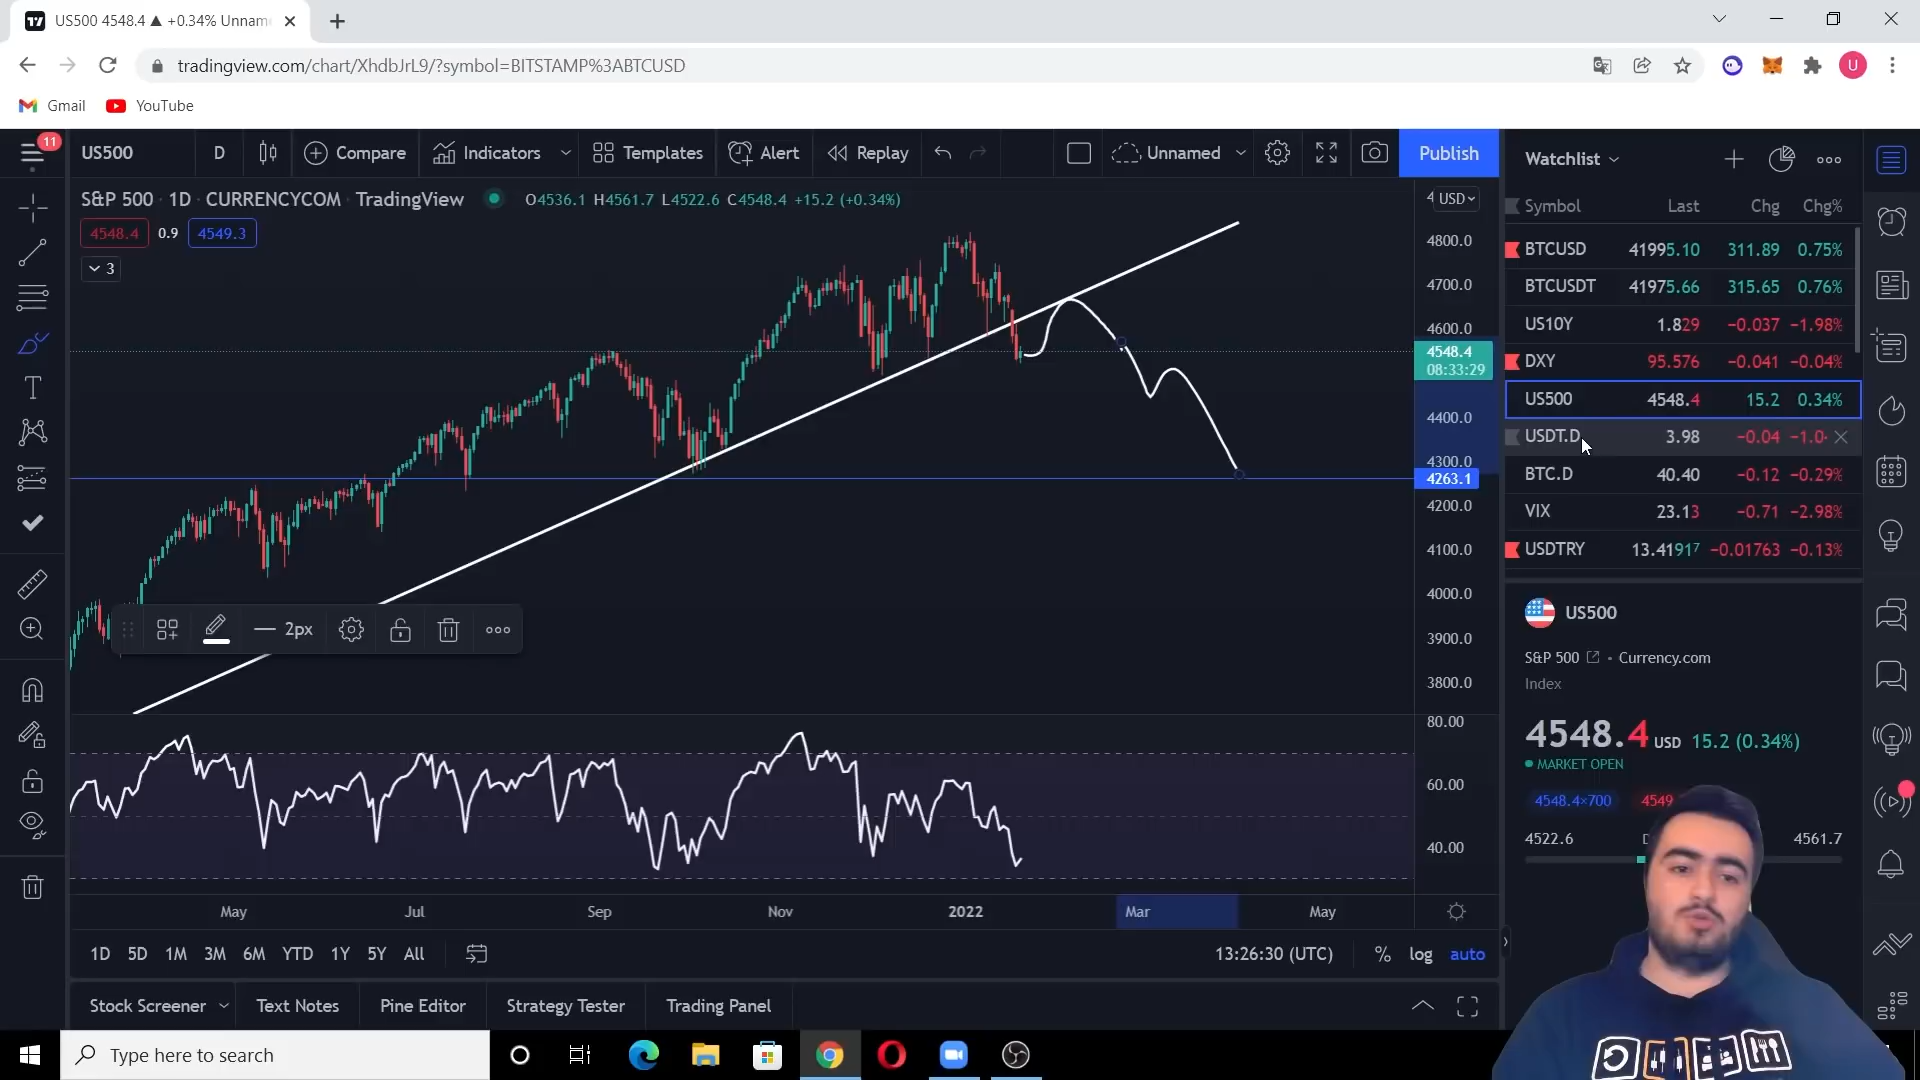 US500 4548.4 ▲ +0.34% Unnam
tradingview.com/chart/XhdbJrL9/?symbol=BITSTAMP%3ABTCUSD
U
Gmail
YouTube
11
US500
D
Compare
Indicators
Templates
Alert
Replay
Unnamed
Publish
S&P 500 · 1D · CURRENCYCOM · TradingView
O4536.1 H4561.7 L4522.6 C4548.4 +15.2 (+0.34%)
4548.4 0.9 4549.3
3
USD
4800.0
4700.0
4600.0
4548.4
08:33:29
4400.0
4300.0
4263.1
4200.0
4100.0
4000.0
3900.0
3800.0
2px
80.00
60.00
40.00
May Jul Sep Nov 2022 Mar May
1D 5D 1M 3M 6M YTD 1Y 5Y All
13:26:30 (UTC) % log auto
Stock Screener Text Notes Pine Editor Strategy Tester Trading Panel
Watchlist
Symbol Last Chg Chg%
BTCUSD 41995.10 311.89 0.75%
BTCUSDT 41975.66 315.65 0.76%
US10Y 1.829 −0.037 −1.98%
DXY 95.576 −0.041 −0.04%
US500 4548.4 15.2 0.34%
USDT.D 3.98 −0.04 −1.0
BTC.D 40.40 −0.12 −0.29%
VIX 23.13 −0.71 −2.98%
USDTRY 13.41917 −0.01763 −0.13%
US500
S&P 500 · Currency.com
Index
4548.4 USD 15.2 (0.34%)
MARKET OPEN
4548.4×700 4549
4522.6 D 4561.7
Type here to search